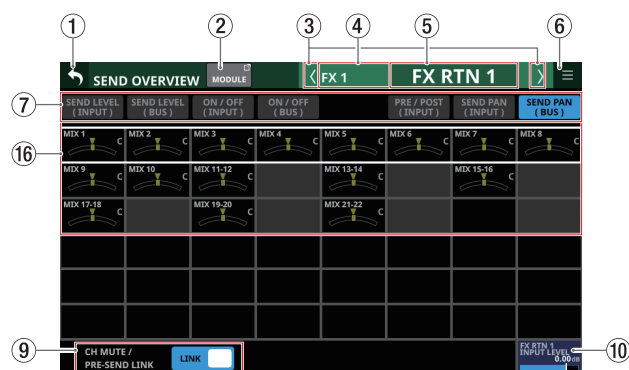 1 2 3 4 5 6
SEND OVERVIEW MODULE FX 1 FX RTN 1
7
SEND LEVEL SEND LEVEL ON / OFF ON / OFF PRE / POST SEND PAN SEND PAN
( INPUT ) ( BUS ) ( INPUT ) ( BUS ) ( INPUT ) ( INPUT ) ( BUS )
16
MIX 1 C MIX 2 C MIX 3 C MIX 4 C MIX 5 C MIX 6 C MIX 7 C MIX 8 C
MIX 9 C MIX 10 C MIX 11-12 C MIX 13-14 C MIX 15-16 C
MIX 17-18 C MIX 19-20 C MIX 21-22 C
9
CH MUTE /
PRE-SEND LINK
LINK
FX RTN 1
INPUT LEVEL
0.00 dB
10